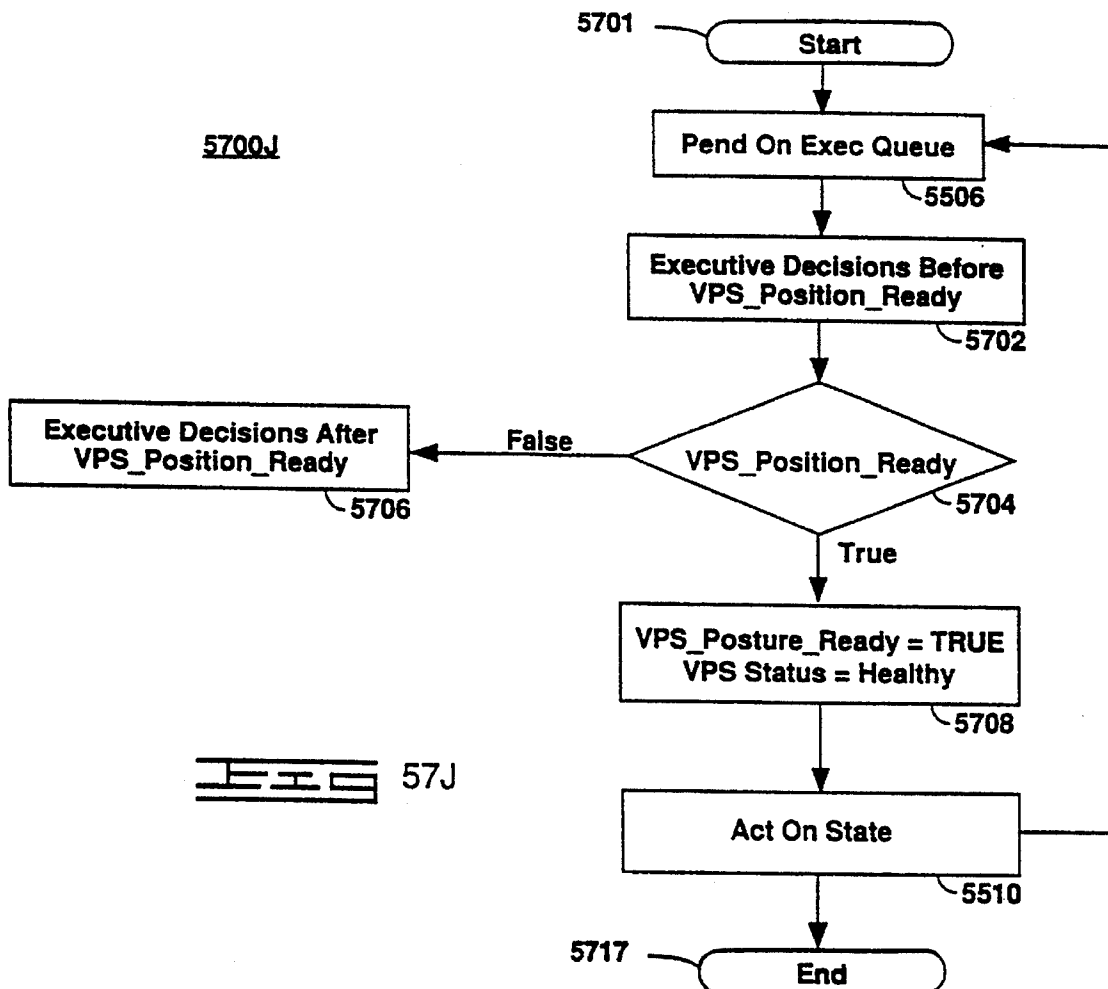 5701
Start
5700J
Pend On Exec Queue
5506
Executive Decisions Before
VPS_Position_Ready
5702
Executive Decisions After
VPS_Position_Ready
5706
False
VPS_Position_Ready
5704
True
VPS_Posture_Ready = TRUE
VPS Status = Healthy
5708
57J
Act On State
5510
5717
End